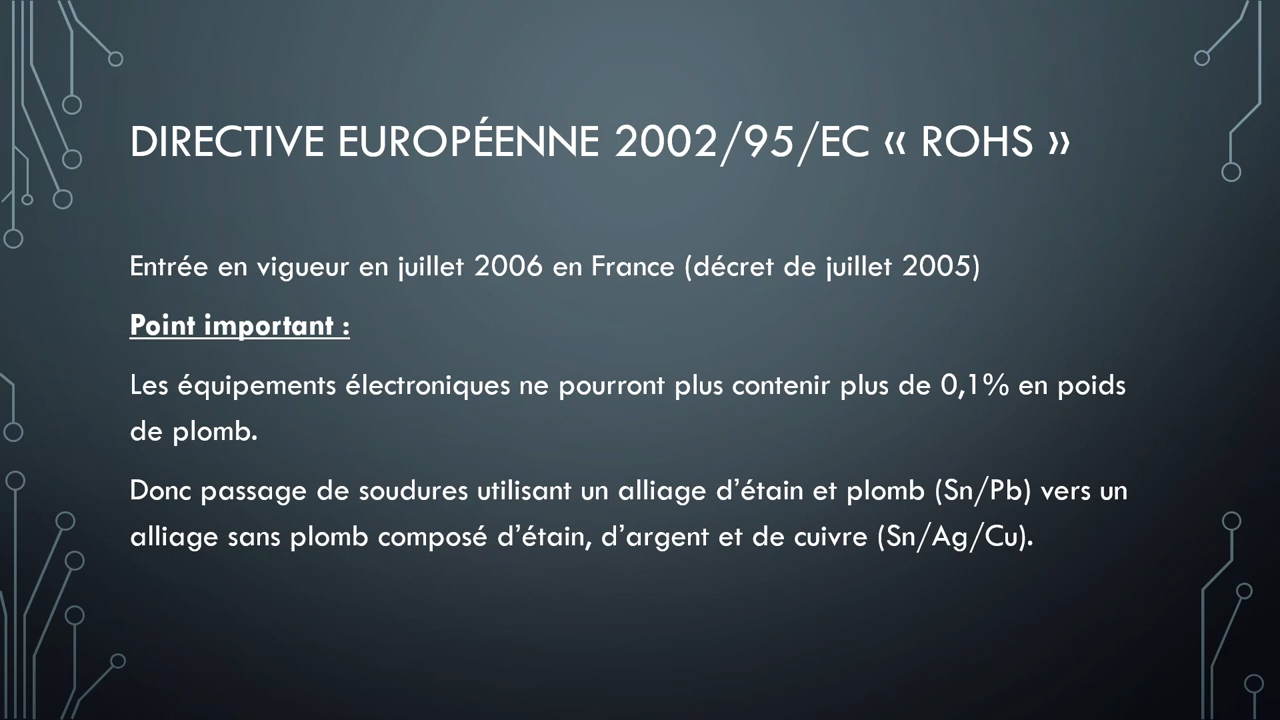 DIRECTIVE EUROPÉENNE 2002/95/EC « ROHS »
Entrée en vigueur en juillet 2006 en France (décret de juillet 2005)
Point important :
Les équipements électroniques ne pourront plus contenir plus de 0,1% en poids
de plomb.
Donc passage de soudures utilisant un alliage d’étain et plomb (Sn/Pb) vers un
alliage sans plomb composé d’étain, d’argent et de cuivre (Sn/Ag/Cu).